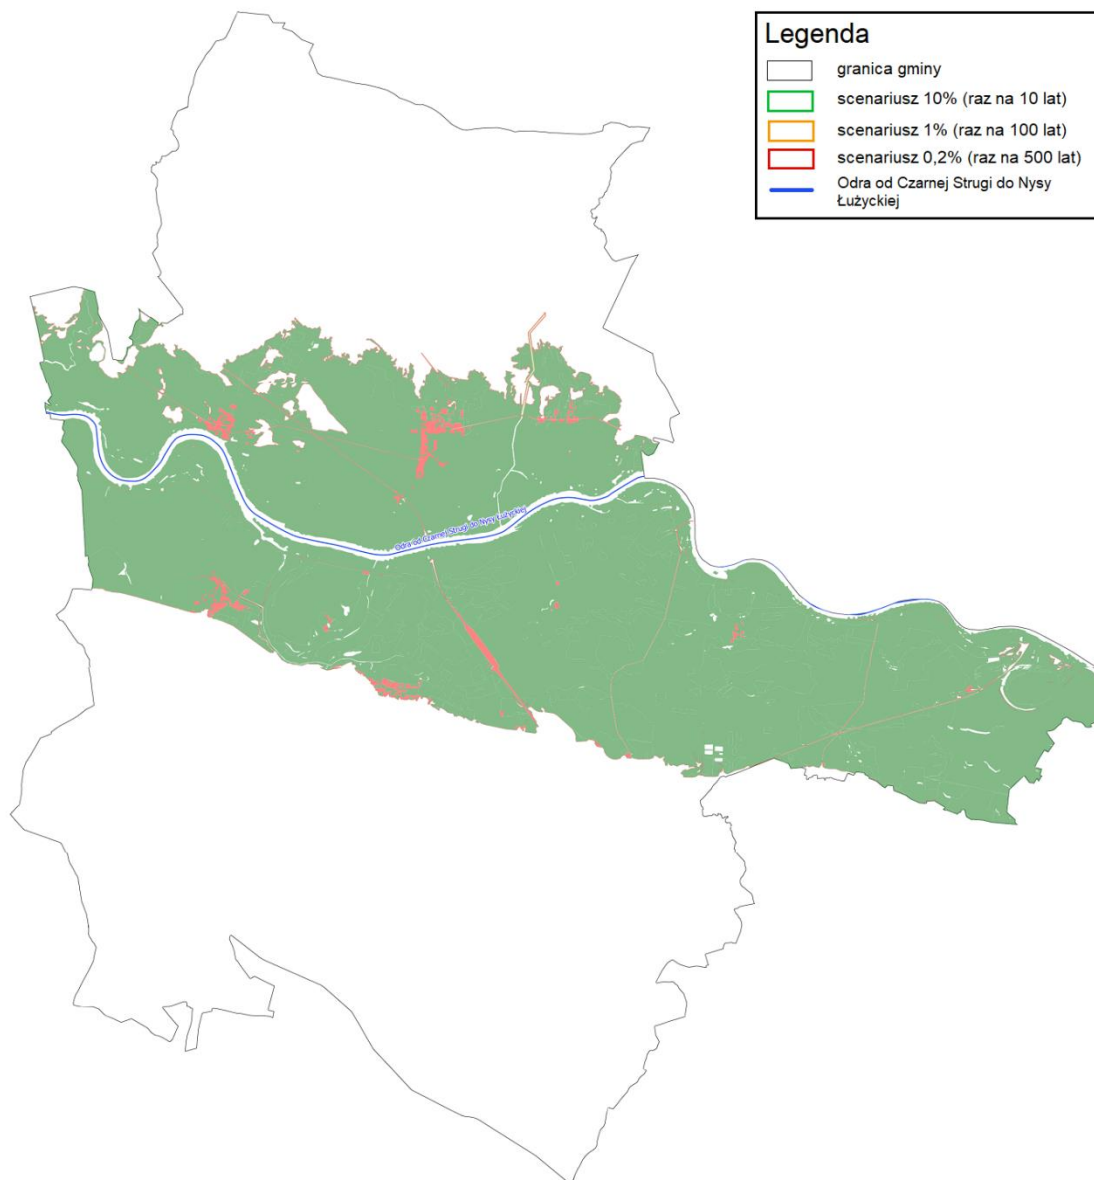 Legenda
granica gminy
scenariusz 10% (raz na 10 lat)
scenariusz 1% (raz na 100 lat)
scenariusz 0,2% (raz na 500 lat)
Odra od Czarnej Strugi do Nysy
Łużyckiej
Odra od Czarnej Strugi do Nysy Łużyckiej